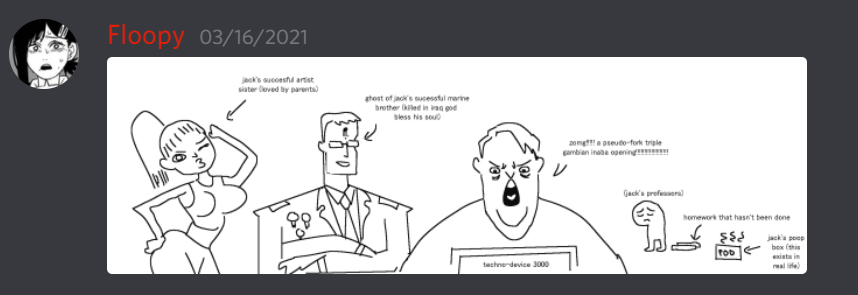 Floopy 03/16/2021
jack's succesful artist
sister (loved by parents)
ghost of jack's sucessful marine
brother (killed in iraq god
bless his soul)
zomg!!!! a pseudo-fork triple
gambian inaba opening!!!!!!!!!!!!!!!!!!
(jack's professors)
homework that hasn't been done
jack's poop
box (this
exists in
real life)
POO
techno-device 3000